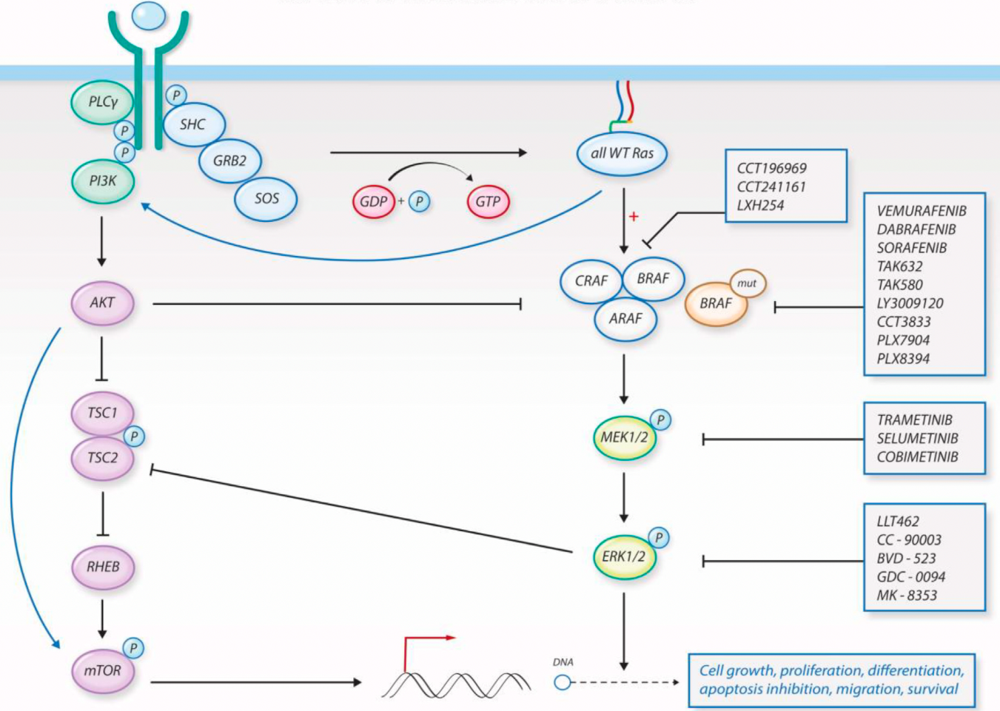 PLCγ
P
P
PI3K
P
SHC
GRB2
SOS
GDP + P
GTP
all WT Ras
+
CCT196969
CCT241161
LXH254
VEMURAFENIB
DABRAFENIB
SORAFENIB
TAK632
TAK580
LY3009120
CCT3833
PLX7904
PLX8394
CRAF
BRAF
ARAF
BRAF
mut
AKT
TSC1
P
TSC2
MEK1/2
P
TRAMETINIB
SELUMETINIB
COBIMETINIB
ERK1/2
P
LLT462
CC - 90003
BVD - 523
GDC - 0094
MK - 8353
RHEB
P
mTOR
DNA
Cell growth, proliferation, differentiation,
apoptosis inhibition, migration, survival